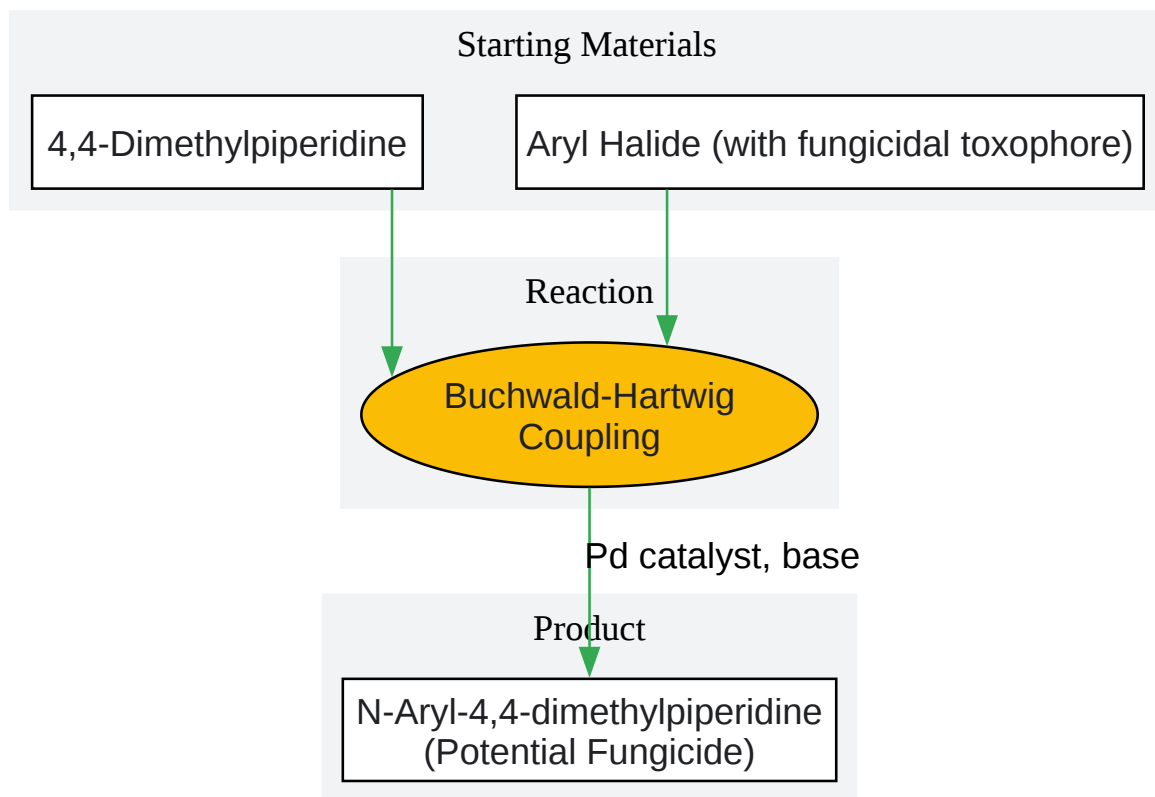 Starting Materials
4,4-Dimethylpiperidine
Aryl Halide (with fungicidal toxophore)
Reaction
Buchwald-Hartwig
Coupling
Pd catalyst, base
Product
N-Aryl-4,4-dimethylpiperidine
(Potential Fungicide)